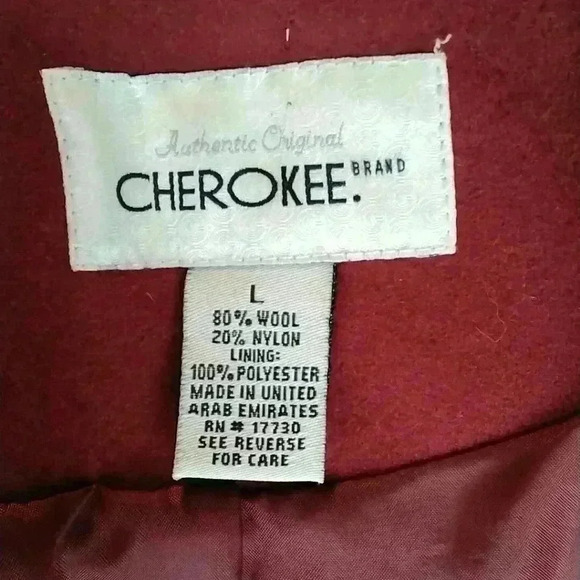 Authentic Original
CHEROKEE. BRAND
L
80% WOOL
20% NYLON
LINING:
100% POLYESTER
MADE IN UNITED
ARAB EMIRATES
RN # 17730
SEE REVERSE
FOR CARE